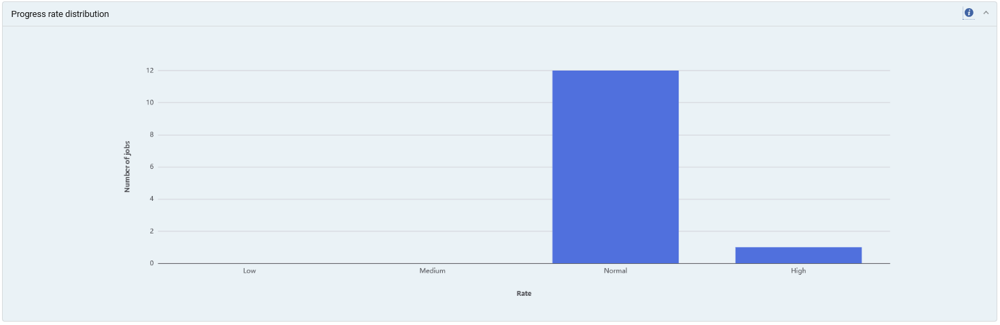 Progress rate distribution
i
12
10
8
6
4
2
0
Number of jobs
Low Medium Normal High
Rate